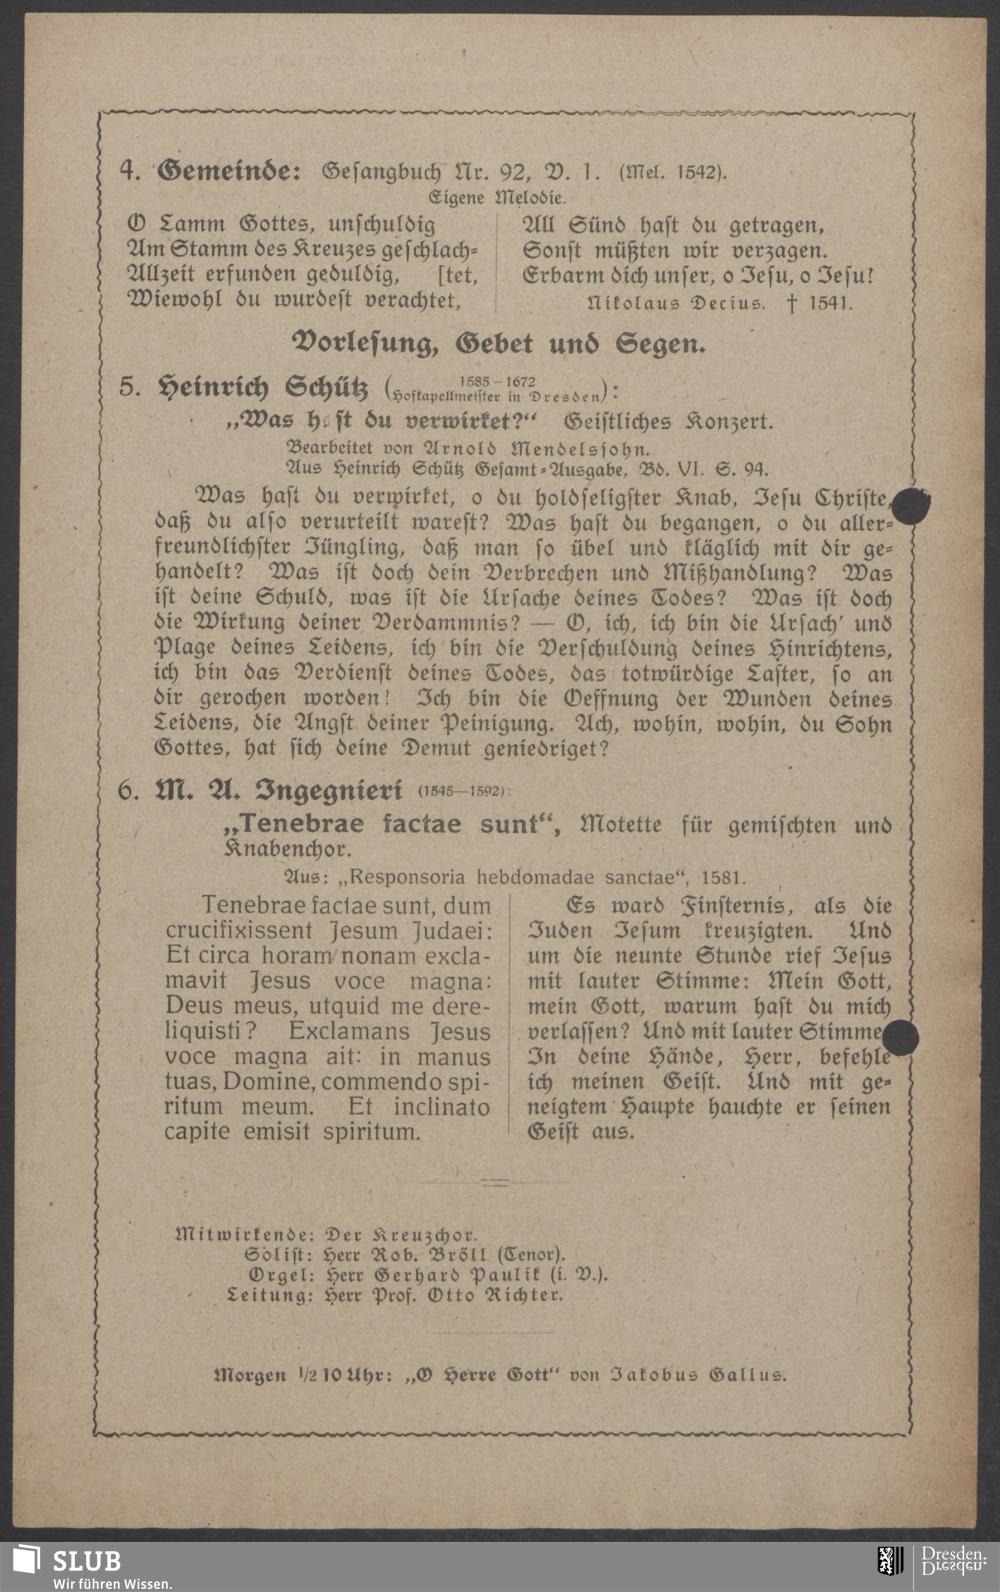 4. Gemeinde: Gesangbuch Nr. 92, V. 1. (Mel. 1542).
Eigene Melodie.
O Lamm Gottes, unschuldig
Am Stamm des Kreuzes geschlach-
Allzeit erfunden geduldig, [tet,
Wiewohl du wurdest verachtet,
All Sünd hast du getragen,
Sonst müßten wir verzagen.
Erbarm dich unser, o Jesu, o Jesu!
Nikolaus Decius. † 1541.
Vorlesung, Gebet und Segen.
5. Heinrich Schütz (1585–1672 Hofkapellmeister in Dresden):
„Was hast du verwirket?“ Geistliches Konzert.
Bearbeitet von Arnold Mendelssohn.
Aus Heinrich Schütz Gesamt-Ausgabe, Bd. VI. S. 94.
Was hast du verwirket, o du holdseligster Knab, Jesu Christe,
daß du also verurteilt warest? Was hast du begangen, o du aller-
freundlichster Jüngling, daß man so übel und kläglich mit dir ge-
handelt? Was ist doch dein Verbrechen und Mißhandlung? Was
ist deine Schuld, was ist die Ursache deines Todes? Was ist doch
die Wirkung deiner Verdammnis? — O, ich, ich bin die Ursach' und
Plage deines Leidens, ich bin die Verschuldung deines Hinrichtens,
ich bin das Verdienst deines Todes, das totwürdige Laster, so an
dir gerochen worden! Ich bin die Oeffnung der Wunden deines
Leidens, die Angst deiner Peinigung. Ach, wohin, wohin, du Sohn
Gottes, hat sich deine Demut geniedriget?
6. M. A. Ingegnieri (1545—1592):
„Tenebrae factae sunt“, Motette für gemischten und
Knabenchor.
Aus: „Responsoria hebdomadae sanctae“, 1581.
Tenebrae factae sunt, dum
crucifixissent Jesum Judaei:
Et circa horam nonam excla-
mavit Jesus voce magna:
Deus meus, utquid me dere-
liquisti? Exclamans Jesus
voce magna ait: in manus
tuas, Domine, commendo spi-
ritum meum. Et inclinato
capite emisit spiritum.
Es ward Finsternis, als die
Juden Jesum kreuzigten. Und
um die neunte Stunde rief Jesus
mit lauter Stimme: Mein Gott,
mein Gott, warum hast du mich
verlassen? Und mit lauter Stimme
In deine Hände, Herr, befehle
ich meinen Geist. Und mit ge-
neigtem Haupte hauchte er seinen
Geist aus.
Mitwirkende: Der Kreuzchor.
Solist: Herr Rob. Bröll (Tenor).
Orgel: Herr Gerhard Paulik (i. V.).
Leitung: Herr Prof. Otto Richter.
Morgen 1/2 10 Uhr: „O Herre Gott“ von Jakobus Gallus.
SLUB
Wir führen Wissen.
Dresden.
Dresden.